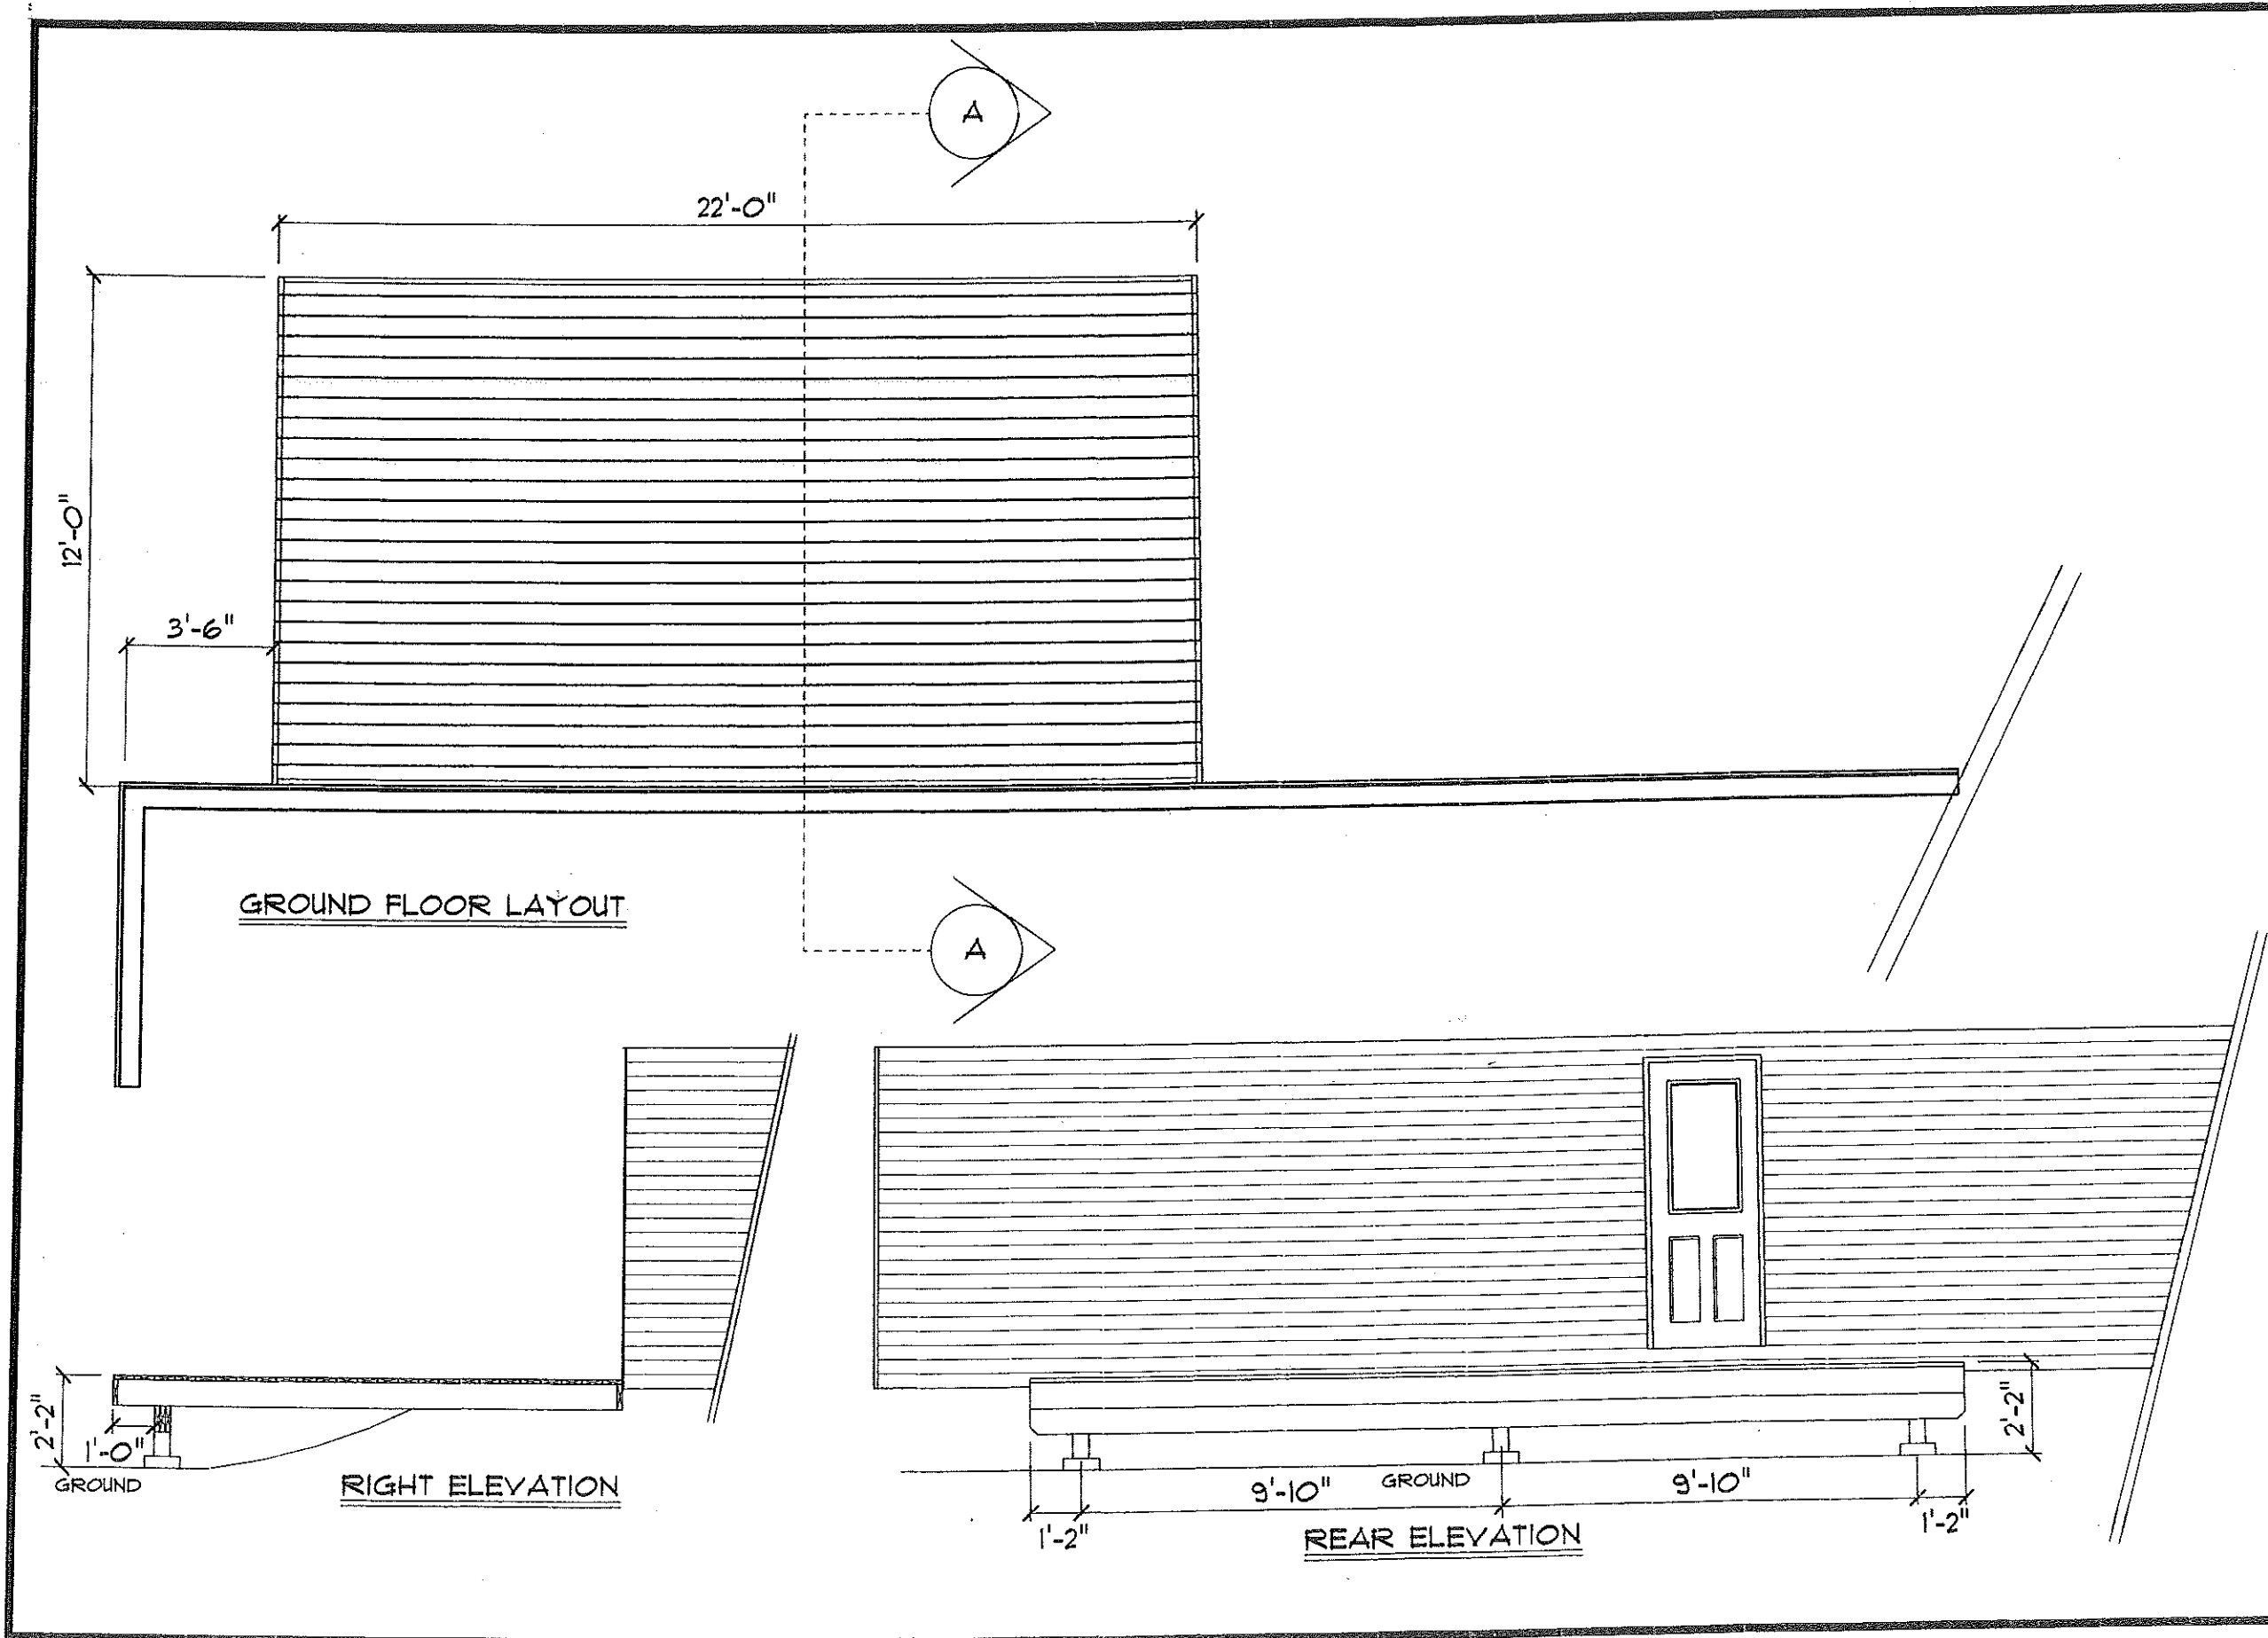 A
22'-0"
12'-0"
3'-6"
GROUND FLOOR LAYOUT
A
2'-2"
1'-0"
GROUND
RIGHT ELEVATION
2'-2"
9'-10"
GROUND
9'-10"
1'-2"
1'-2"
REAR ELEVATION